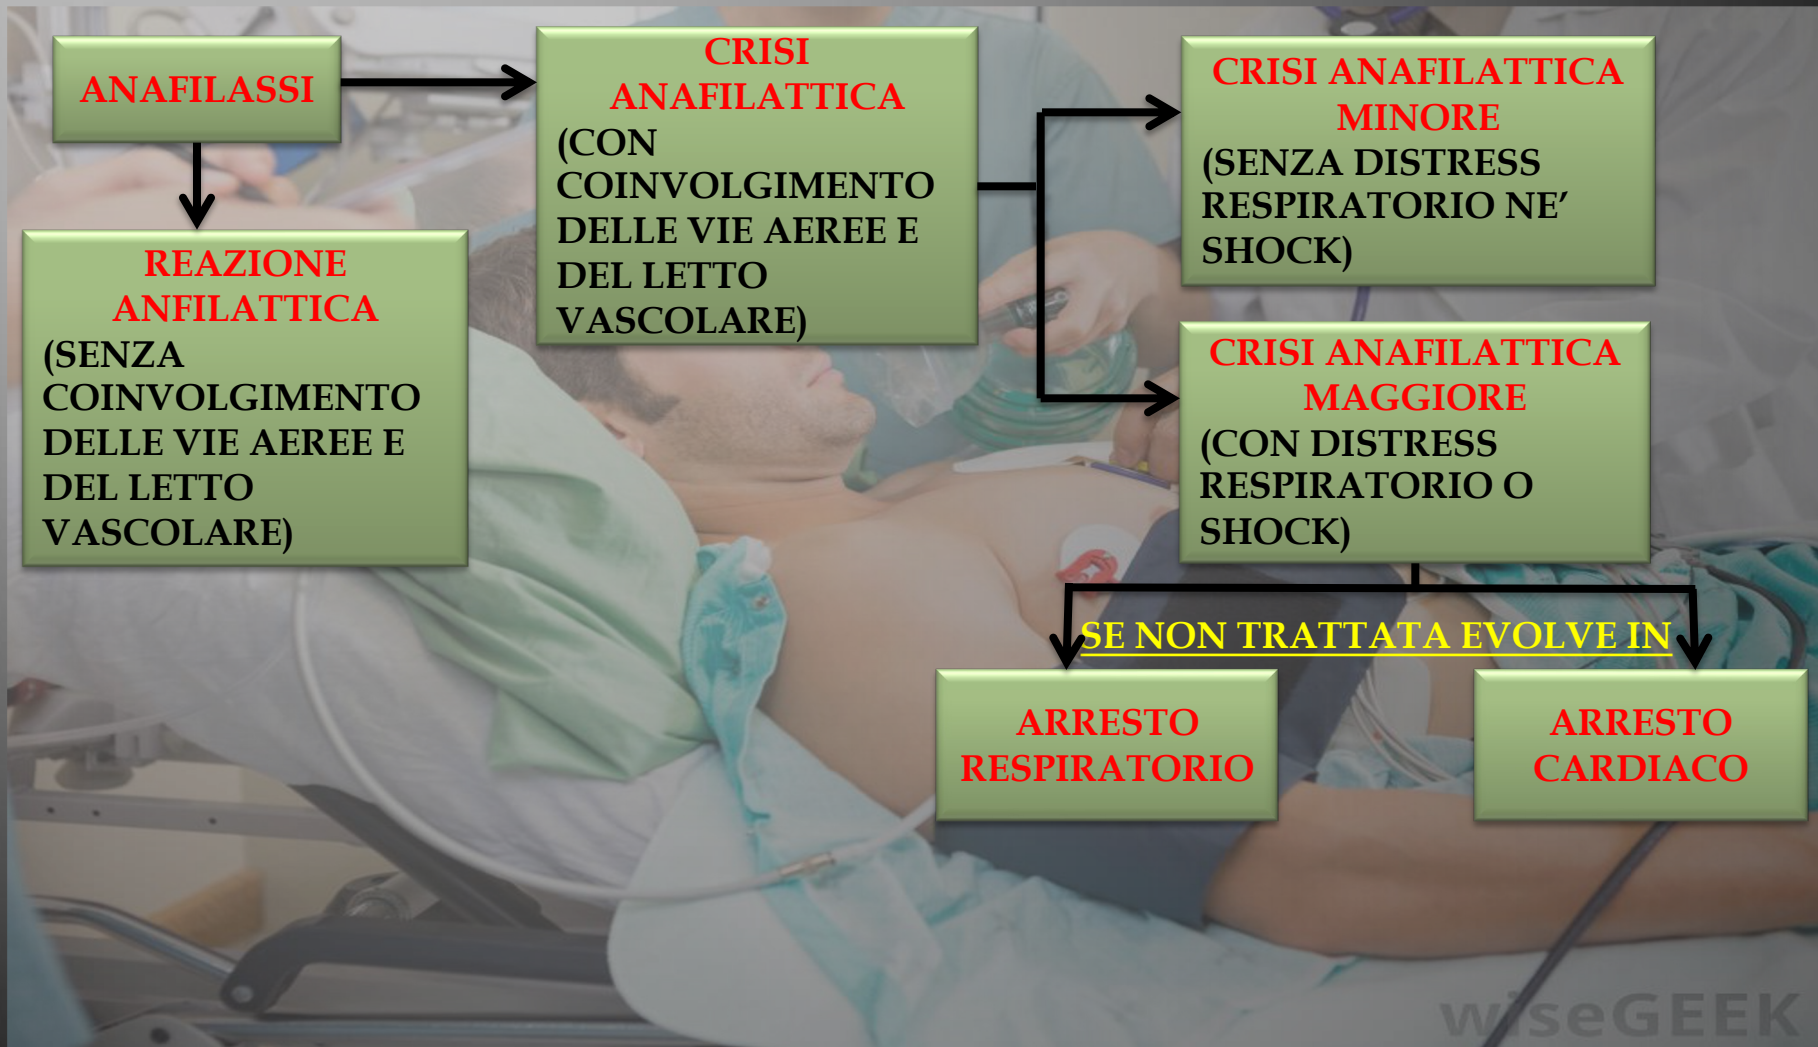 ANAFILASSI
CRISI
ANAFILATTICA
(CON
COINVOLGIMENTO
DELLE VIE AEREE E
DEL LETTO
VASCOLARE)
CRISI ANAFILATTICA
MINORE
(SENZA DISTRESS
RESPIRATORIO NE’
SHOCK)
REAZIONE
ANFILATTICA
(SENZA
COINVOLGIMENTO
DELLE VIE AEREE E
DEL LETTO
VASCOLARE)
CRISI ANAFILATTICA
MAGGIORE
(CON DISTRESS
RESPIRATORIO O
SHOCK)
SE NON TRATTATA EVOLVE IN
ARRESTO
RESPIRATORIO
ARRESTO
CARDIACO
wiseGEEK